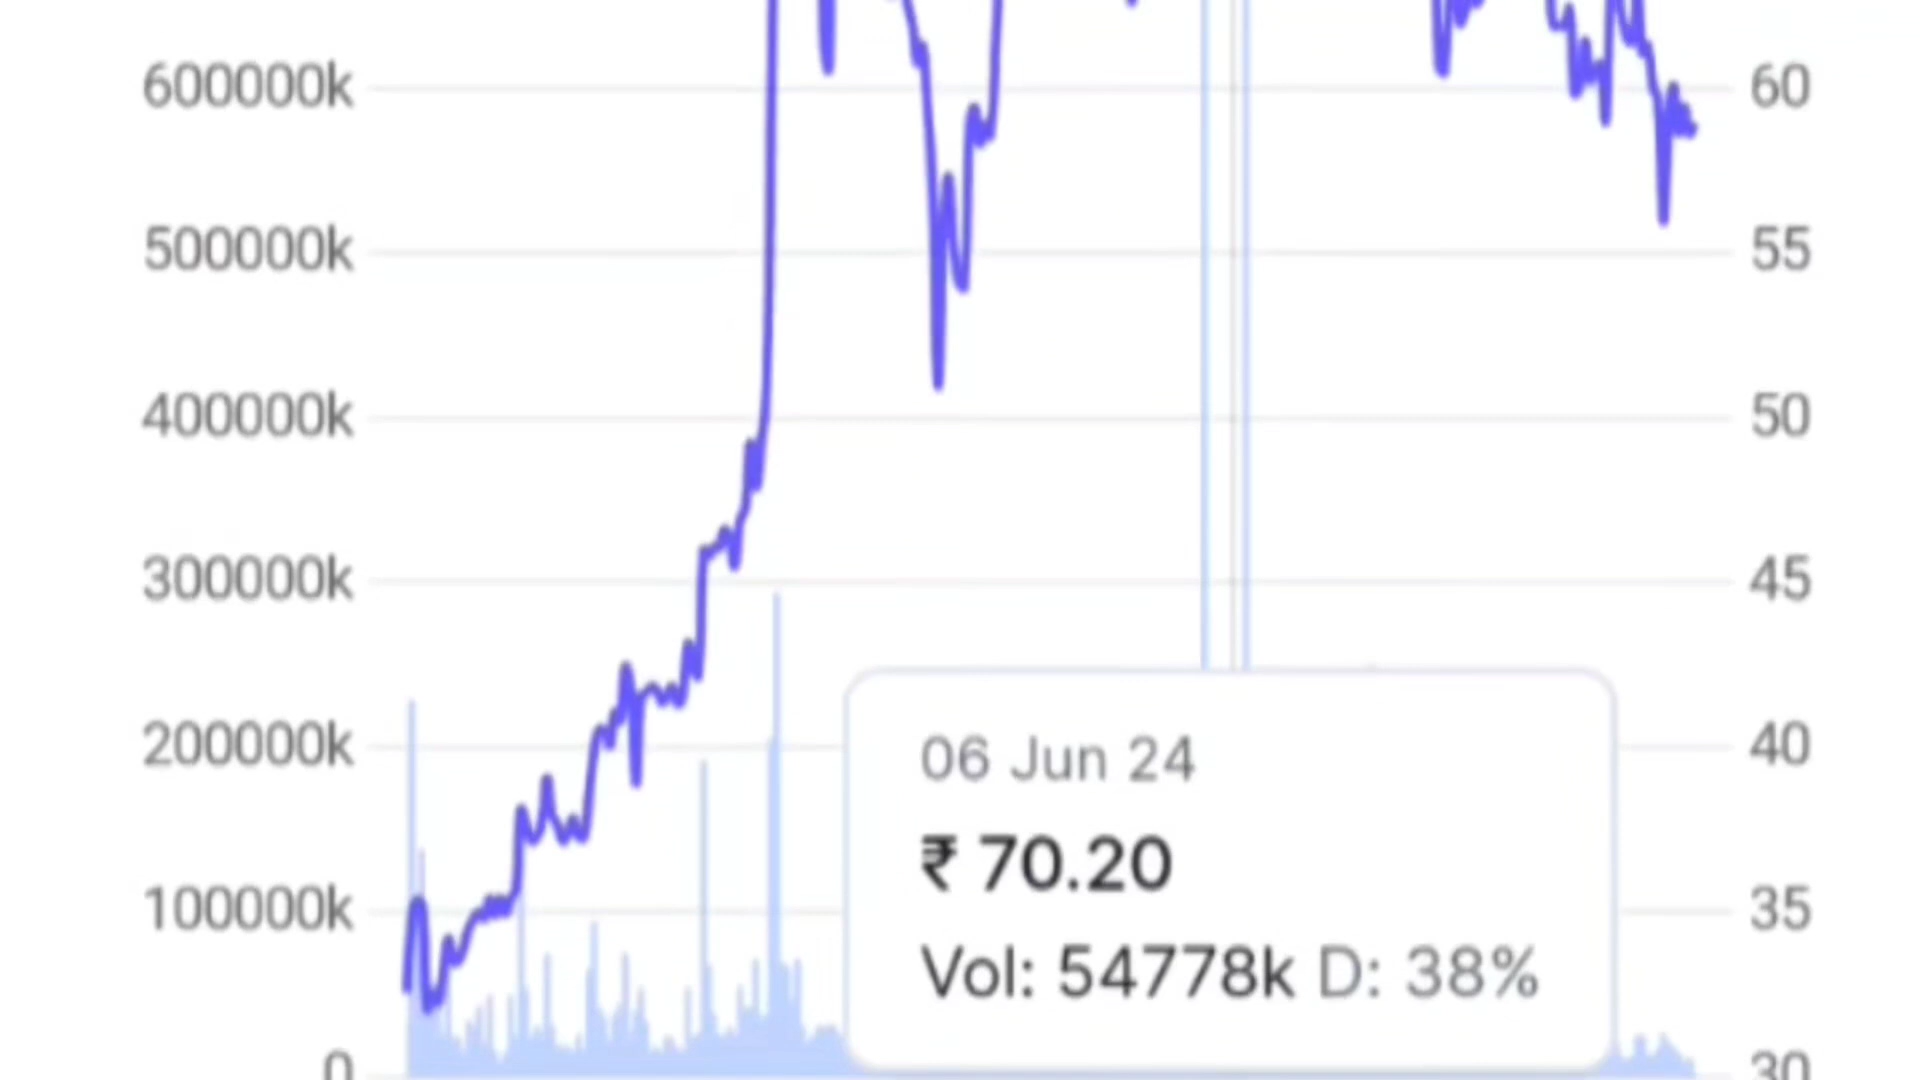 600000k
60
500000k
55
400000k
50
300000k
45
200000k
40
100000k
35
0
30
06 Jun 24
₹ 70.20
Vol: 54778k D: 38%